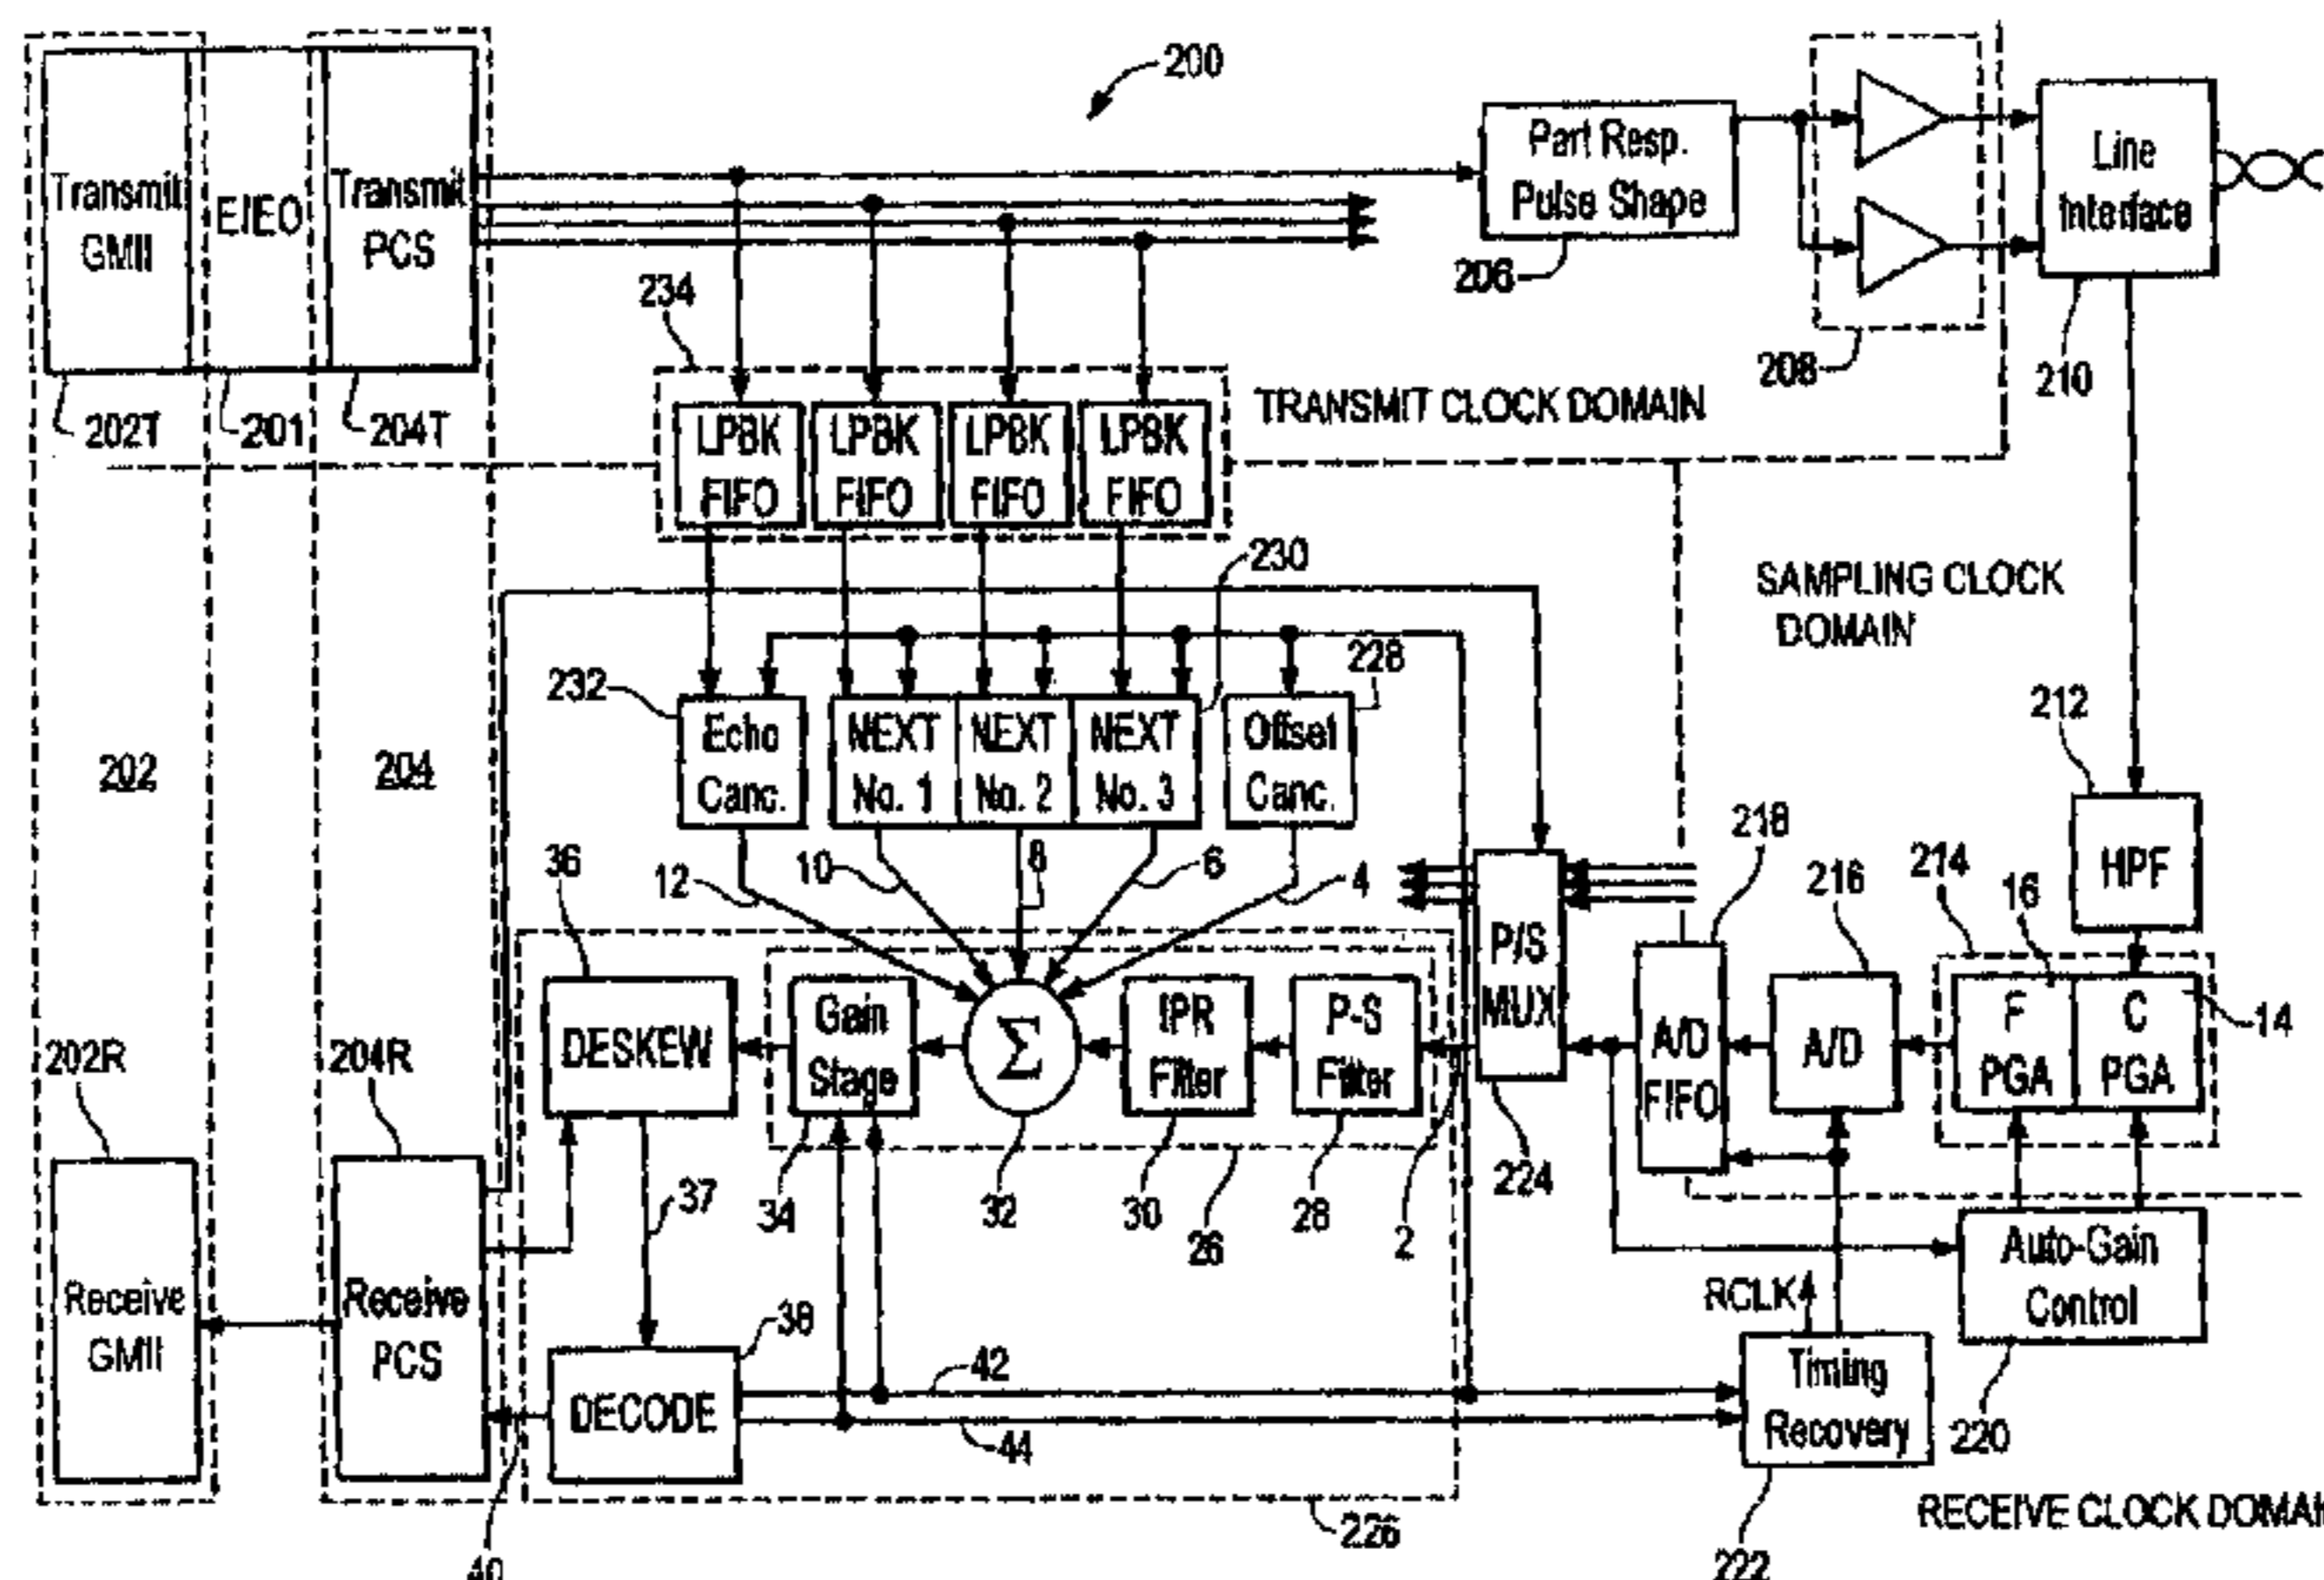 200
Transmit
GMII
EIEO
Transmit
PCS
Part Resp.
Pulse Shape
Line
Interface
206
234
208
210
202T
201
204T
TRANSMIT CLOCK DOMAIN
LPBK
FIFO
LPBK
FIFO
LPBK
FIFO
LPBK
FIFO
230
SAMPLING CLOCK
DOMAIN
228
232
Echo
Canc.
NEXT
No. 1
NEXT
No. 2
NEXT
No. 3
Offset
Canc.
212
202
204
HPF
36
12
10
8
6
4
218
216
214
16
14
DESKEW
Gain
Stage
Σ
IPR
Filter
P-S
Filter
P/S
MUX
A/D
FIFO
A/D
F
PGA
C
PGA
202R
204R
37
34
32
30
26
28
2
224
Auto-Gain
Control
RCLK
Receive
GMII
Receive
PCS
38
DECODE
42
44
Timing
Recovery
220
40
226
222
RECEIVE CLOCK DOMAIN